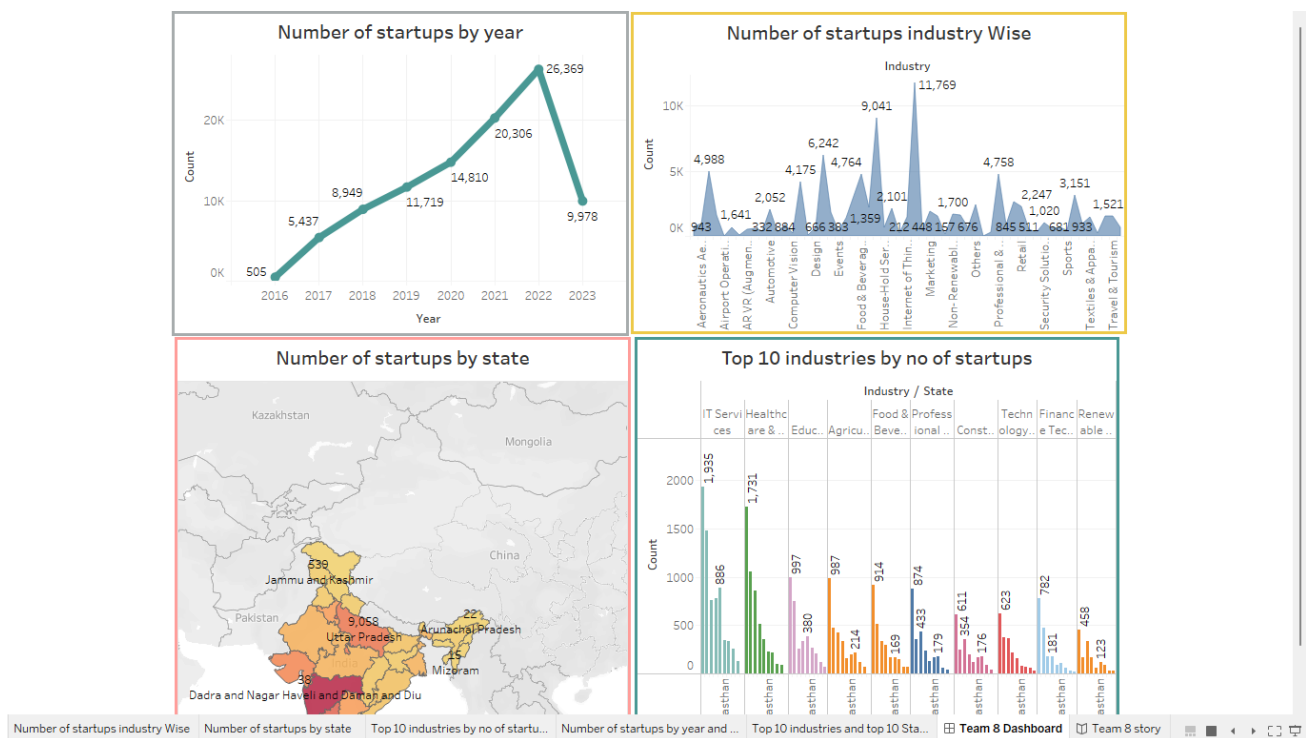 Number of startups by year
26,369
20K
20,306
Count
14,810
8,949
10K
11,719
9,978
5,437
505
0K
2016 2017 2018 2019 2020 2021 2022 2023
Year
Number of startups industry Wise
Industry
11,769
10K
9,041
Count
6,242
4,988
5K
4,175
4,764
4,758
3,151
2,052
2,101
2,247
1,641
1,359
1,700
1,020
1,521
0K
943 332 884 666 383 212 448 157 676 845 511 681 933
Aeronautics Ae..
Airport Operati..
AR VR (Augmen..
Automotive
Computer Vision
Design
Events
Food & Beverag..
House-Hold Ser..
Internet of Thin..
Marketing
Non- Renewabl..
Others
Professional & ..
Retail
Security Solutio..
Sports
Textiles & Appa..
Travel & Tourism
Number of startups by state
Kazakhstan
Mongolia
China
539
Jammu and Kashmir
Pakistan
22
9,058
Arunachal Pradesh
Uttar Pradesh
15
India
Mizoram
38
Dadra and Nagar Haveli and Daman and Diu
Top 10 industries by no of startups
Industry / State
IT Servi
ces
Healthc
are & ..
Educ..
Agricu..
Food &
Beve..
Profess
ional ..
Const..
Techn
ology..
Financ
e Tec..
Renew
able ..
2000
1500
1000
500
0
Count
1,935
886
1,731
997
380
987
214
914
169
874
433
179
611
354
176
623
782
181
458
123
asthan asthan asthan asthan asthan asthan asthan asthan asthan asthan
Number of startups industry Wise
Number of startups by state
Top 10 industries by no of startu...
Number of startups by year and ...
Top 10 industries and top 10 Sta...
Team 8 Dashboard
Team 8 story